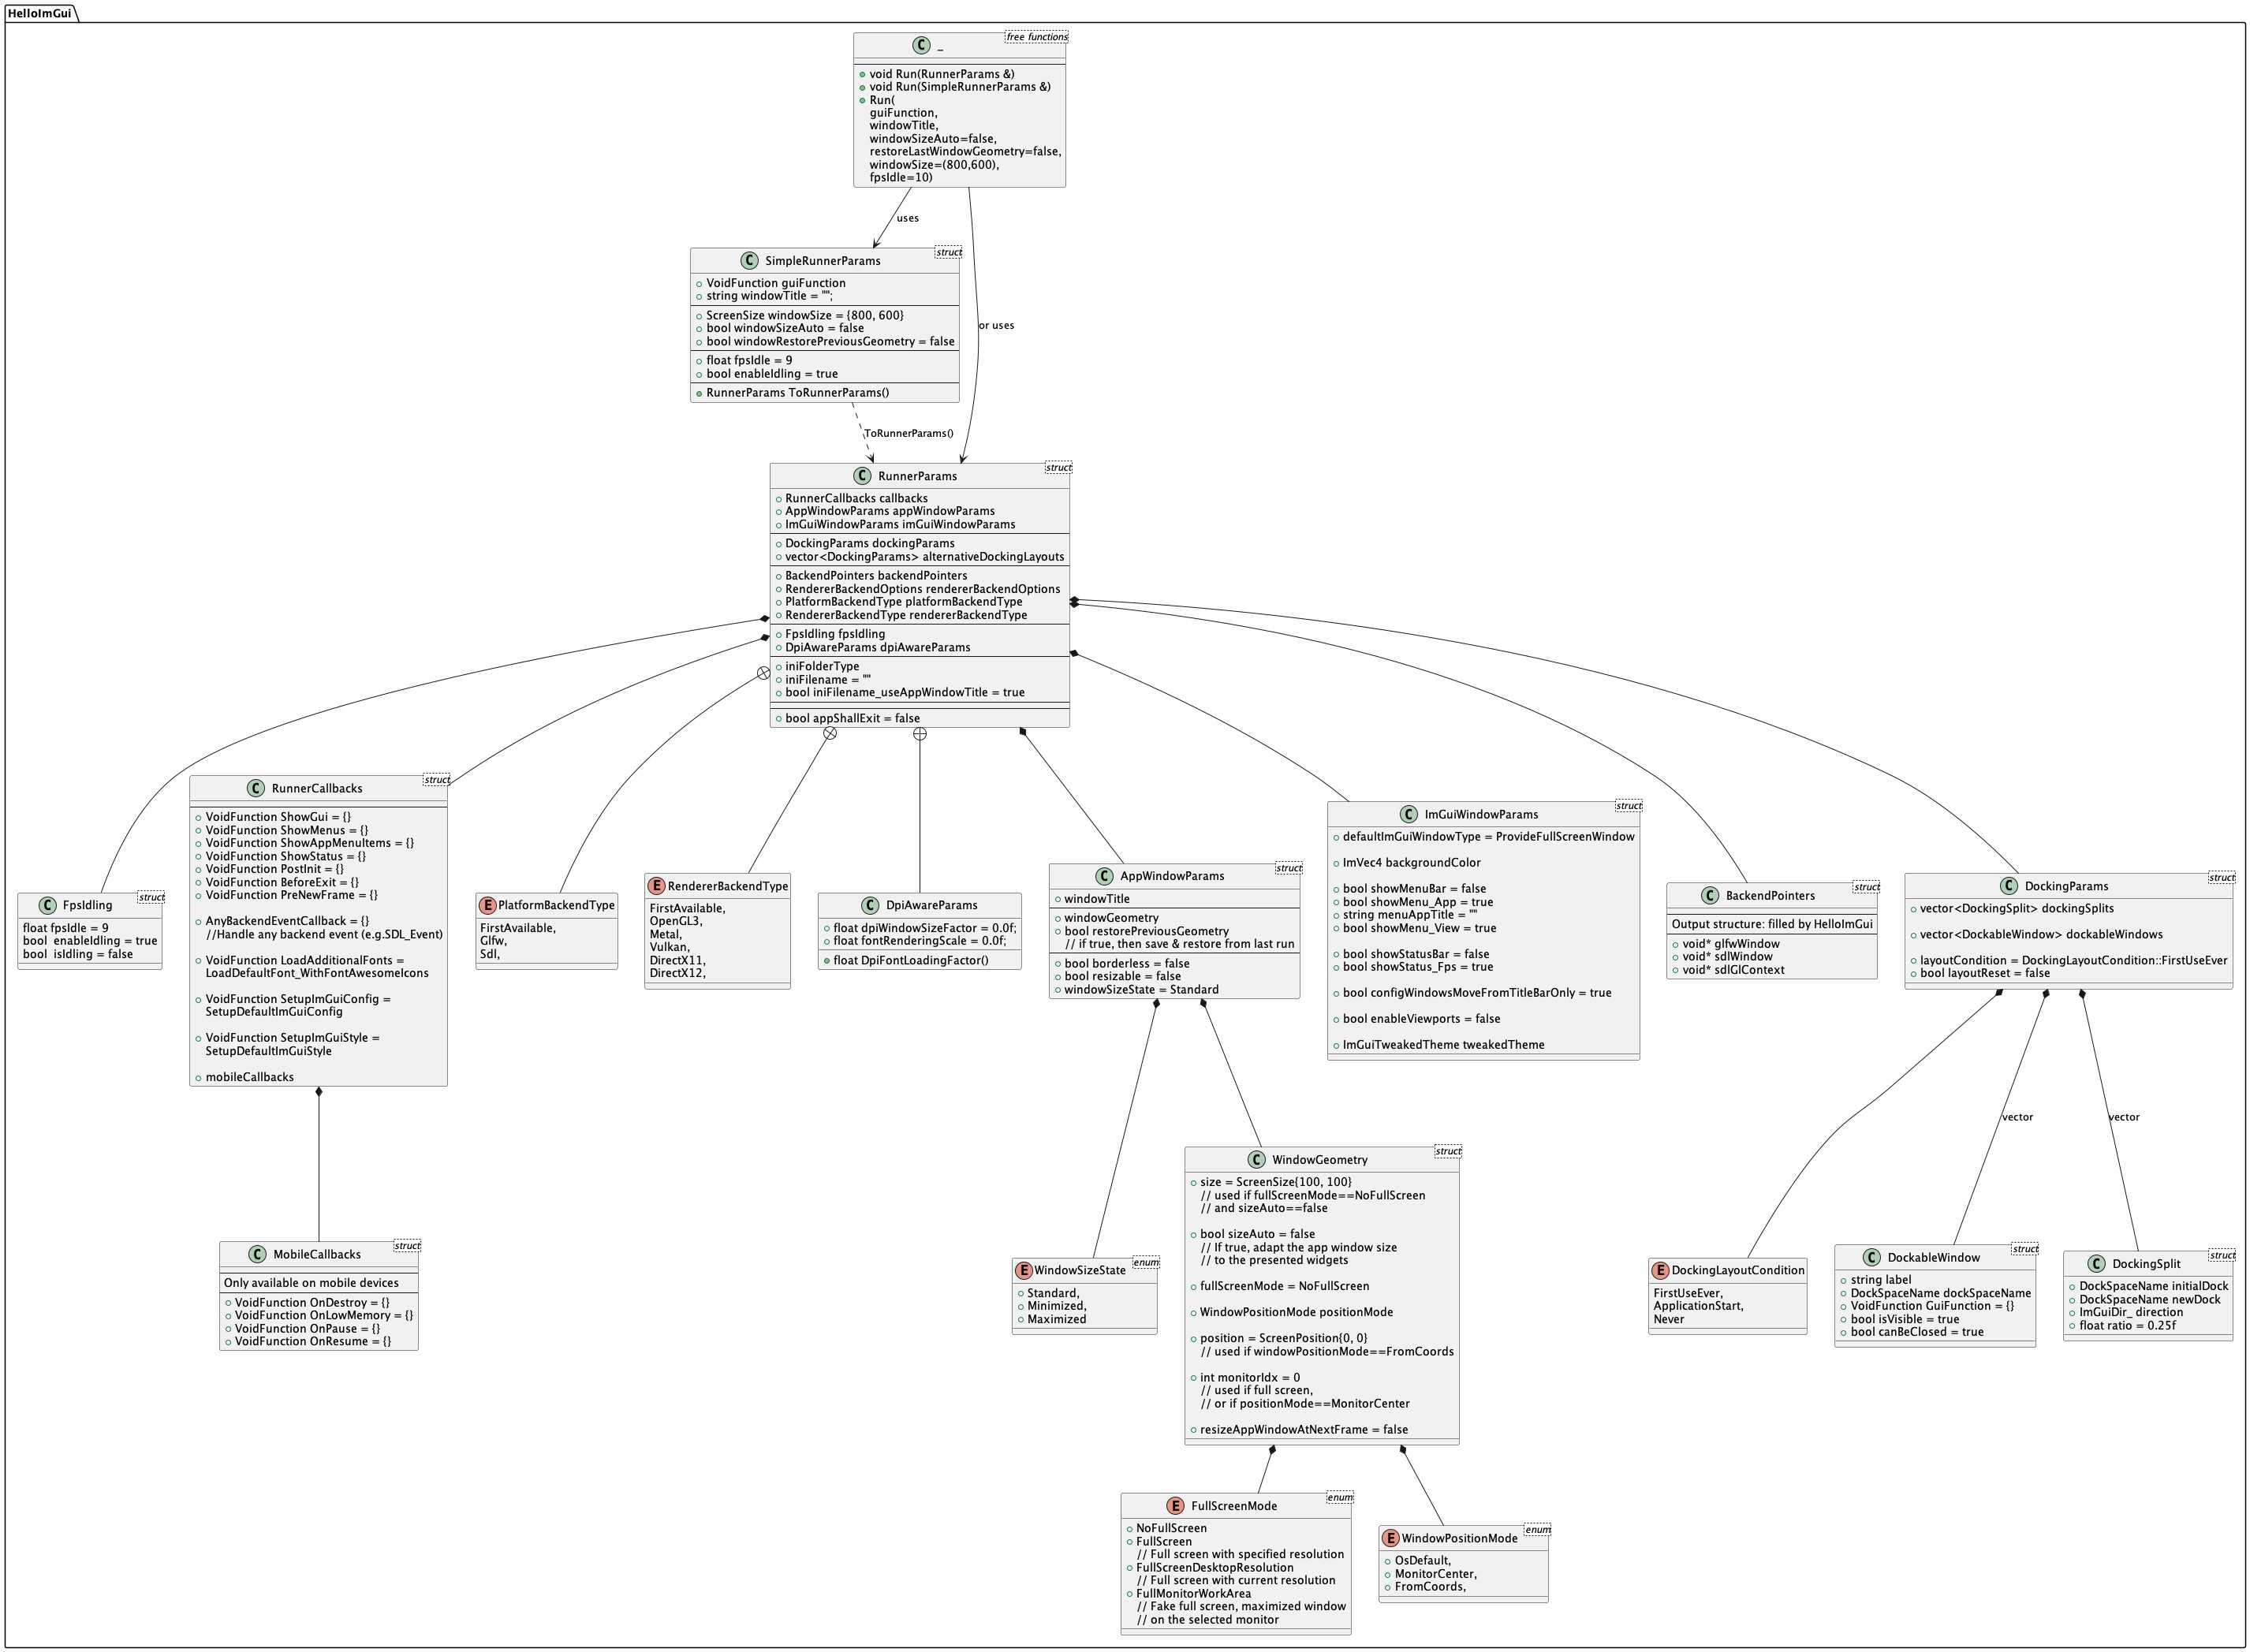 HelloImGui
free functions
C _
void Run(RunnerParams &)
void Run(SimpleRunnerParams &)
Run(
guiFunction,
windowTitle,
windowSizeAuto=false,
restoreLastWindowGeometry=false,
windowSize=(800,600),
fpsIdle=10)
uses
or uses
struct
C SimpleRunnerParams
VoidFunction guiFunction
string windowTitle = "";
ScreenSize windowSize = {800, 600}
bool windowSizeAuto = false
bool windowRestorePreviousGeometry = false
float fpsIdle = 9
bool enableIdling = true
RunnerParams ToRunnerParams()
ToRunnerParams()
struct
C RunnerParams
RunnerCallbacks callbacks
AppWindowParams appWindowParams
ImGuiWindowParams imGuiWindowParams
DockingParams dockingParams
vector<DockingParams> alternativeDockingLayouts
BackendPointers backendPointers
RendererBackendOptions rendererBackendOptions
PlatformBackendType platformBackendType
RendererBackendType rendererBackendType
FpsIdling fpsIdling
DpiAwareParams dpiAwareParams
iniFolderType
iniFilename = ""
bool iniFilename_useAppWindowTitle = true
bool appShallExit = false
struct
C FpsIdling
float fpsIdle = 9
bool  enableIdling = true
bool  isIdling = false
struct
C RunnerCallbacks
VoidFunction ShowGui = {}
VoidFunction ShowMenus = {}
VoidFunction ShowAppMenuItems = {}
VoidFunction ShowStatus = {}
VoidFunction PostInit = {}
VoidFunction BeforeExit = {}
VoidFunction PreNewFrame = {}
AnyBackendEventCallback = {}
//Handle any backend event (e.g.SDL_Event)
VoidFunction LoadAdditionalFonts =
LoadDefaultFont_WithFontAwesomeIcons
VoidFunction SetupImGuiConfig =
SetupDefaultImGuiConfig
VoidFunction SetupImGuiStyle =
SetupDefaultImGuiStyle
mobileCallbacks
E PlatformBackendType
FirstAvailable,
Glfw,
Sdl,
E RendererBackendType
FirstAvailable,
OpenGL3,
Metal,
Vulkan,
DirectX11,
DirectX12,
C DpiAwareParams
float dpiWindowSizeFactor = 0.0f;
float fontRenderingScale = 0.0f;
float DpiFontLoadingFactor()
struct
C AppWindowParams
windowTitle
windowGeometry
bool restorePreviousGeometry
// if true, then save & restore from last run
bool borderless = false
bool resizable = false
windowSizeState = Standard
struct
C ImGuiWindowParams
defaultImGuiWindowType = ProvideFullScreenWindow
ImVec4 backgroundColor
bool showMenuBar = false
bool showMenu_App = true
string menuAppTitle = ""
bool showMenu_View = true
bool showStatusBar = false
bool showStatus_Fps = true
bool configWindowsMoveFromTitleBarOnly = true
bool enableViewports = false
ImGuiTweakedTheme tweakedTheme
struct
C BackendPointers
Output structure: filled by HelloImGui
void* glfwWindow
void* sdlWindow
void* sdlGlContext
struct
C DockingParams
vector<DockingSplit> dockingSplits
vector<DockableWindow> dockableWindows
layoutCondition = DockingLayoutCondition::FirstUseEver
bool layoutReset = false
vector
vector
struct
C MobileCallbacks
Only available on mobile devices
VoidFunction OnDestroy = {}
VoidFunction OnLowMemory = {}
VoidFunction OnPause = {}
VoidFunction OnResume = {}
enum
E WindowSizeState
Standard,
Minimized,
Maximized
struct
C WindowGeometry
size = ScreenSize{100, 100}
// used if fullScreenMode==NoFullScreen
// and sizeAuto==false
bool sizeAuto = false
// If true, adapt the app window size
// to the presented widgets
fullScreenMode = NoFullScreen
WindowPositionMode positionMode
position = ScreenPosition{0, 0}
// used if windowPositionMode==FromCoords
int monitorIdx = 0
// used if full screen,
// or if positionMode==MonitorCenter
resizeAppWindowAtNextFrame = false
E DockingLayoutCondition
FirstUseEver,
ApplicationStart,
Never
struct
C DockableWindow
string label
DockSpaceName dockSpaceName
VoidFunction GuiFunction = {}
bool isVisible = true
bool canBeClosed = true
struct
C DockingSplit
DockSpaceName initialDock
DockSpaceName newDock
ImGuiDir_ direction
float ratio = 0.25f
enum
E FullScreenMode
NoFullScreen
FullScreen
// Full screen with specified resolution
FullScreenDesktopResolution
// Full screen with current resolution
FullMonitorWorkArea
// Fake full screen, maximized window
// on the selected monitor
enum
E WindowPositionMode
OsDefault,
MonitorCenter,
FromCoords,